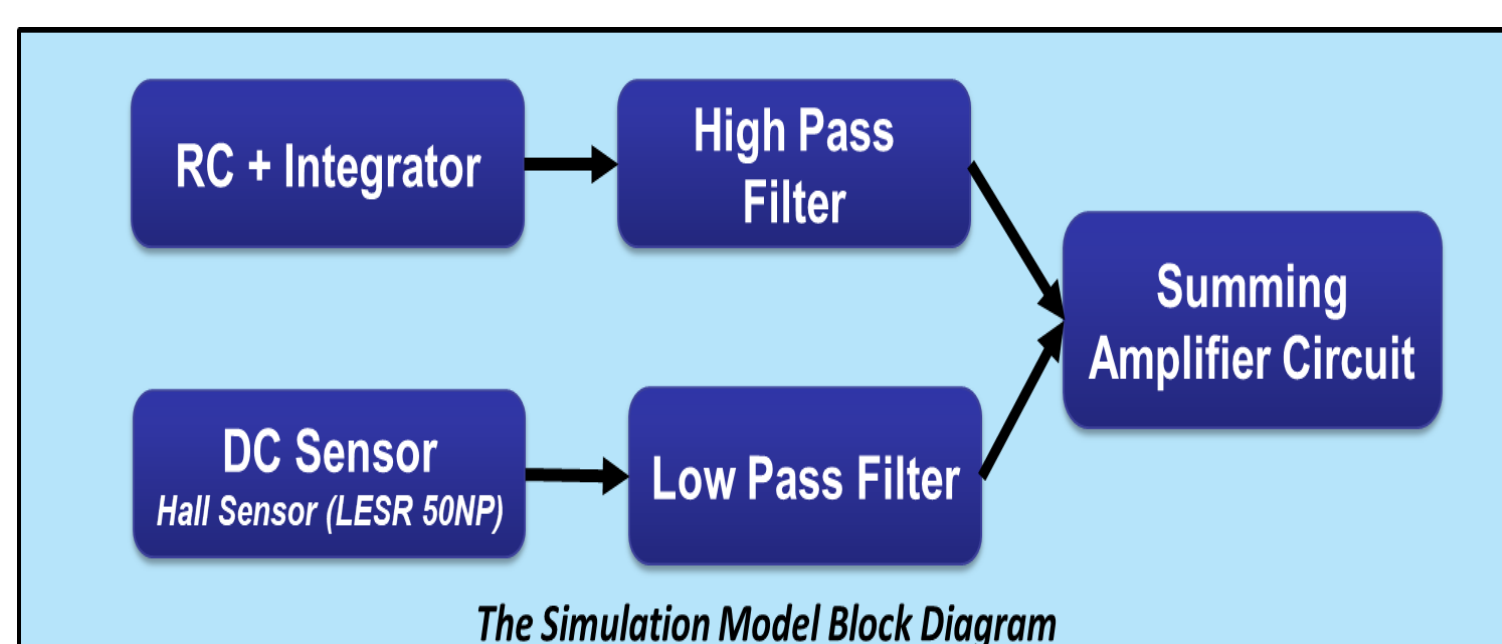 RC + Integrator
High Pass
Filter
Summing
Amplifier Circuit
DC Sensor
Hall Sensor (LESR 50NP)
Low Pass Filter
The Simulation Model Block Diagram